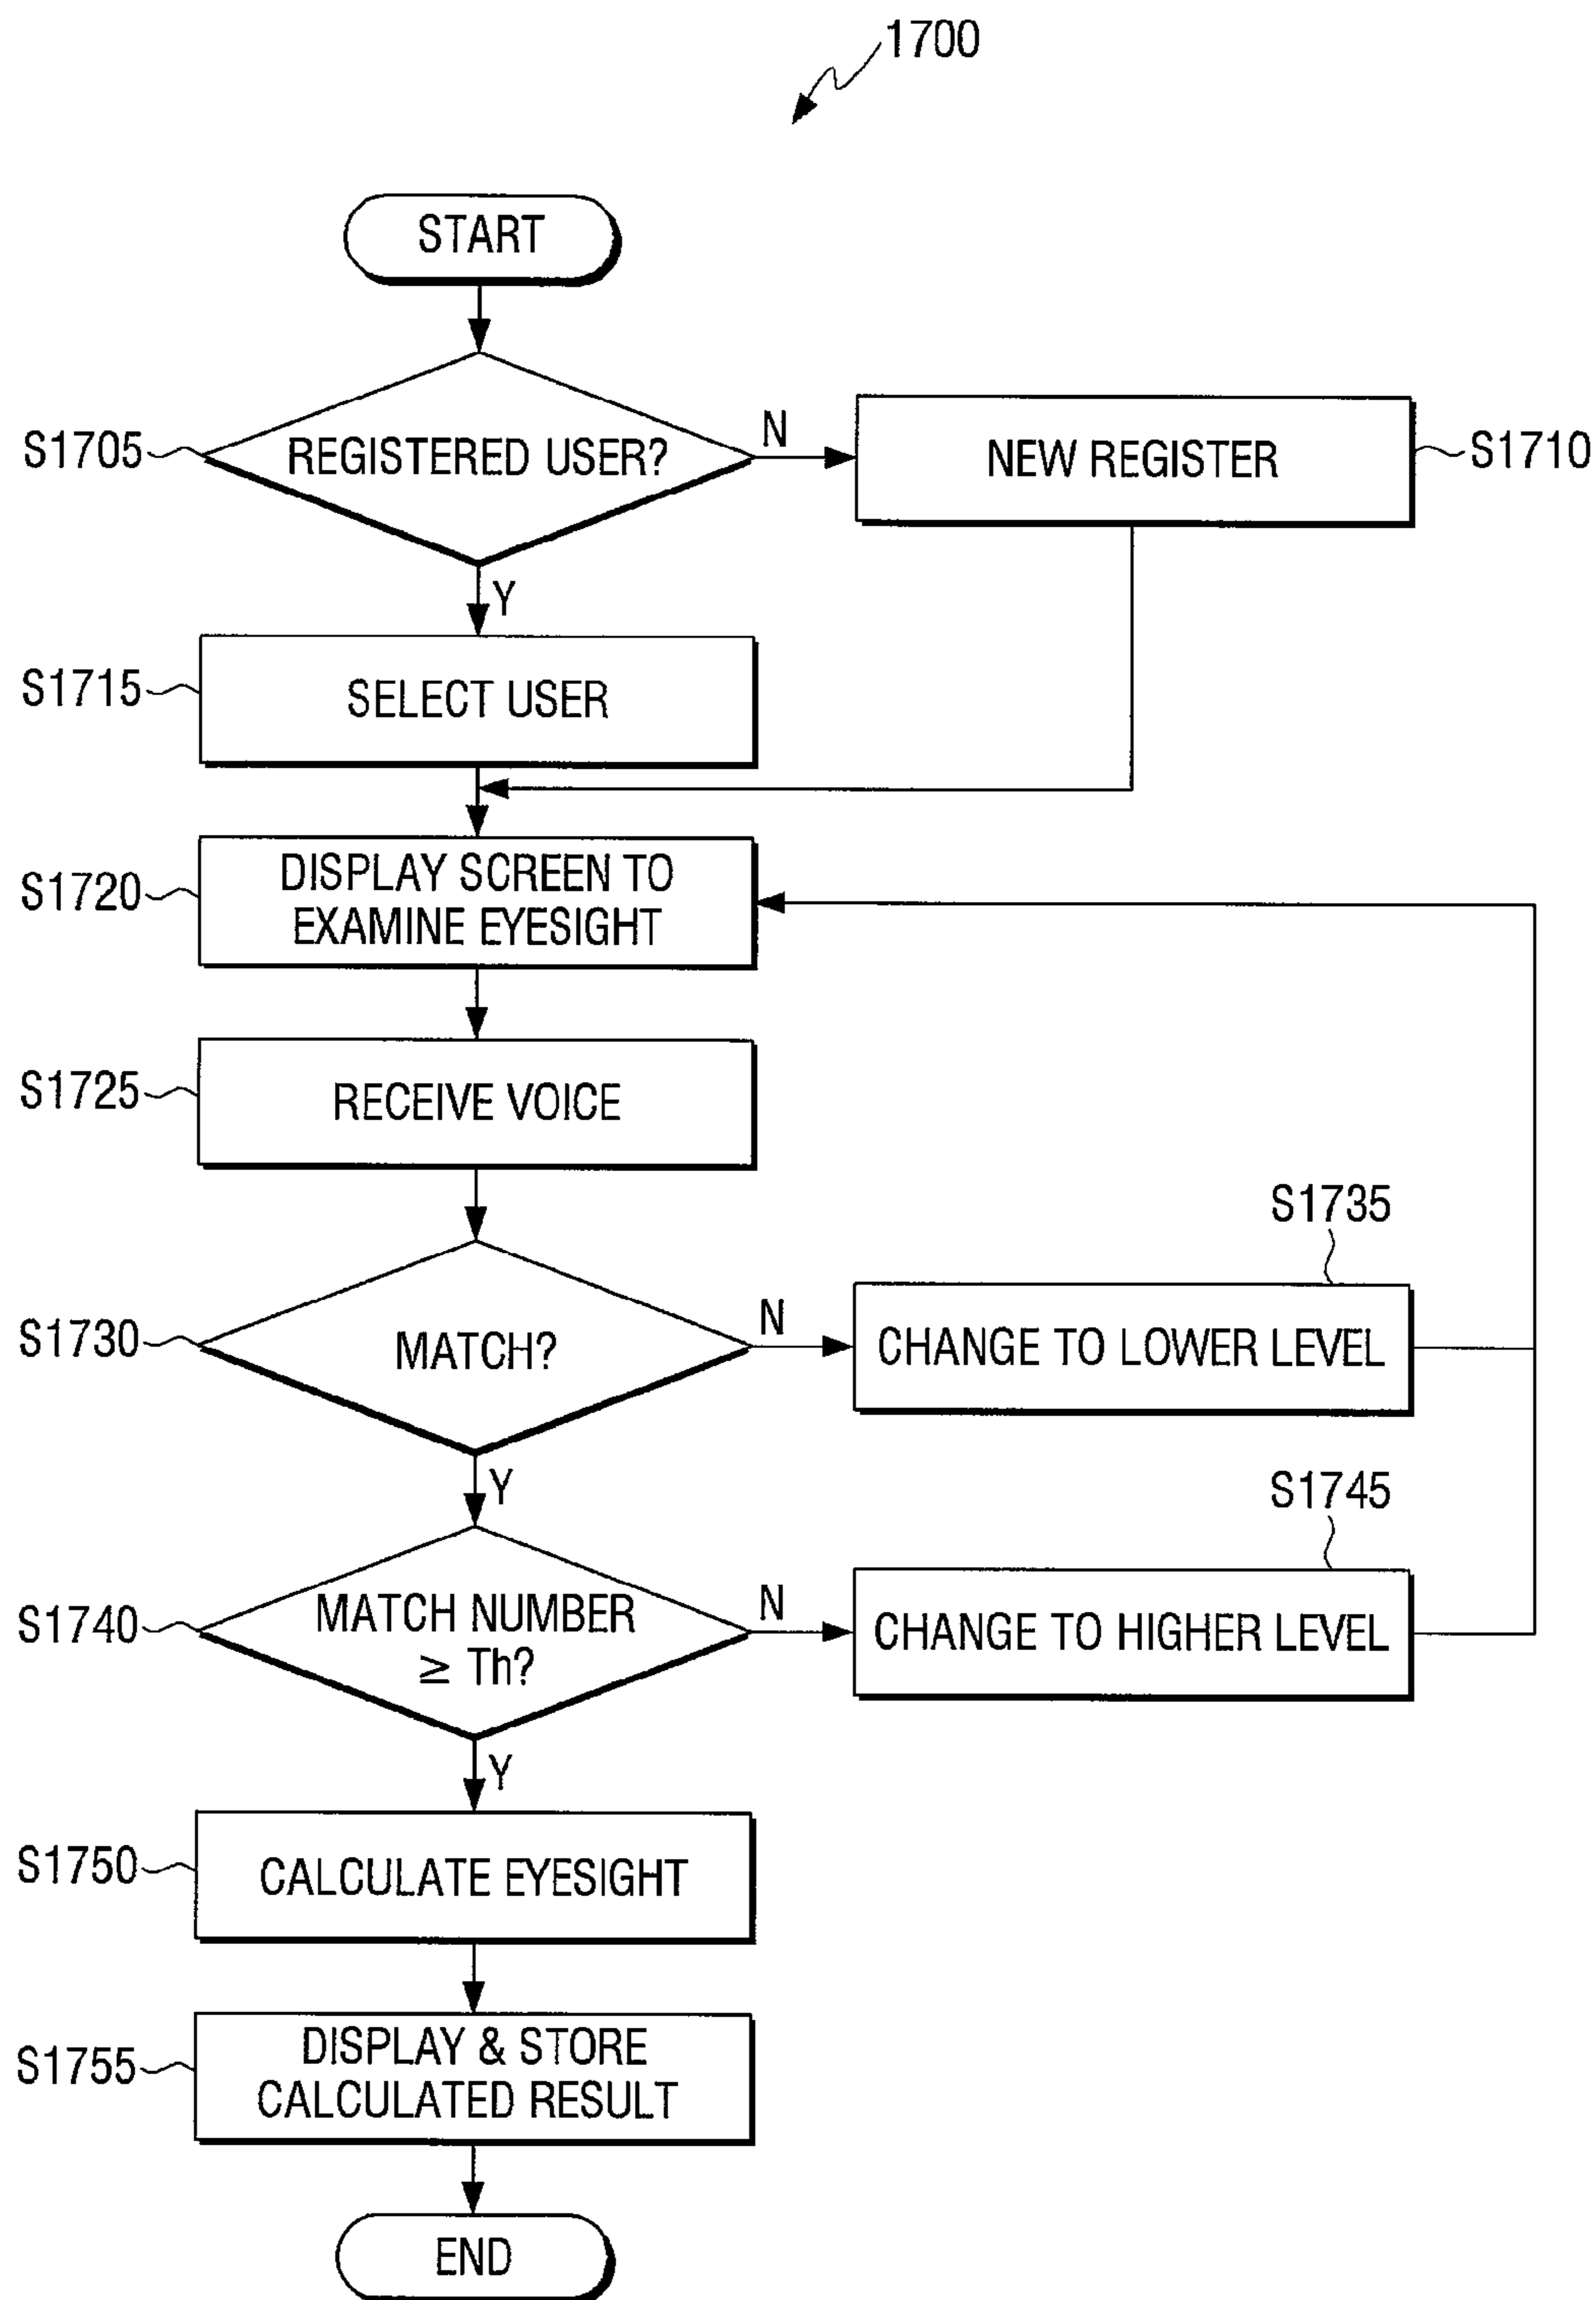 1700
START
S1705
REGISTERED USER?
N
NEW REGISTER
S1710
Y
S1715
SELECT USER
S1720
DISPLAY SCREEN TO
EXAMINE EYESIGHT
S1725
RECEIVE VOICE
S1735
S1730
MATCH?
N
CHANGE TO LOWER LEVEL
Y
S1745
S1740
MATCH NUMBER
≥ Th?
N
CHANGE TO HIGHER LEVEL
Y
S1750
CALCULATE EYESIGHT
S1755
DISPLAY & STORE
CALCULATED RESULT
END